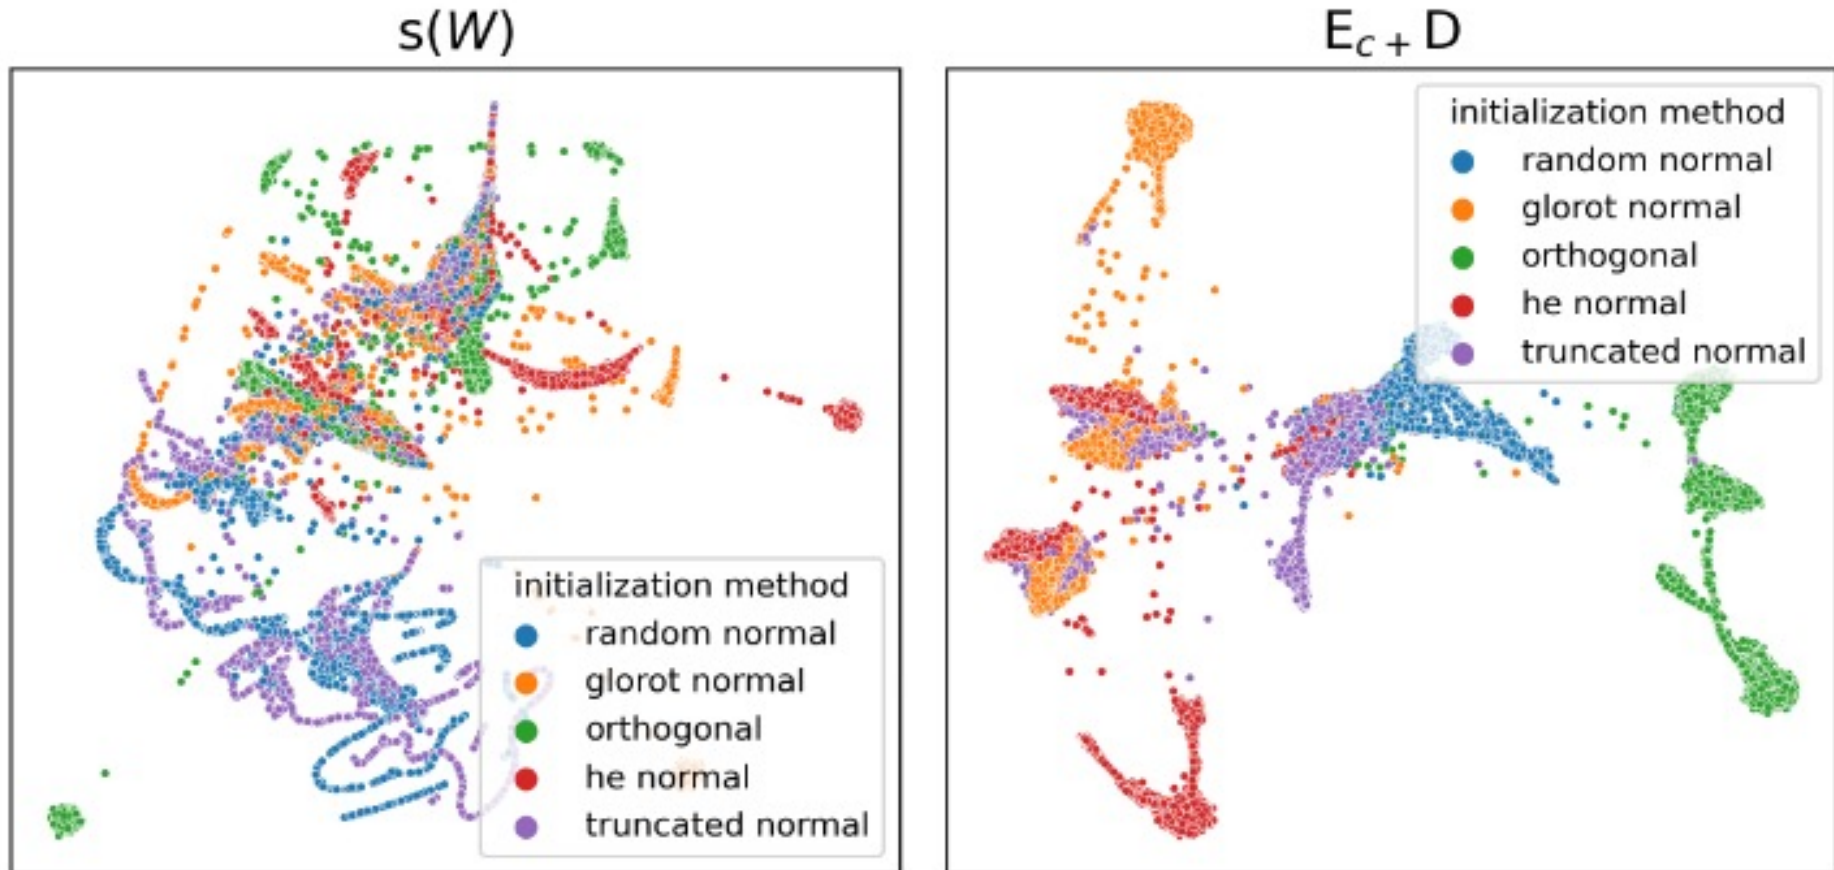 s(W)
initialization method
random normal
glorot normal
orthogonal
he normal
truncated normal
E_{c+}D
initialization method
random normal
glorot normal
orthogonal
he normal
truncated normal